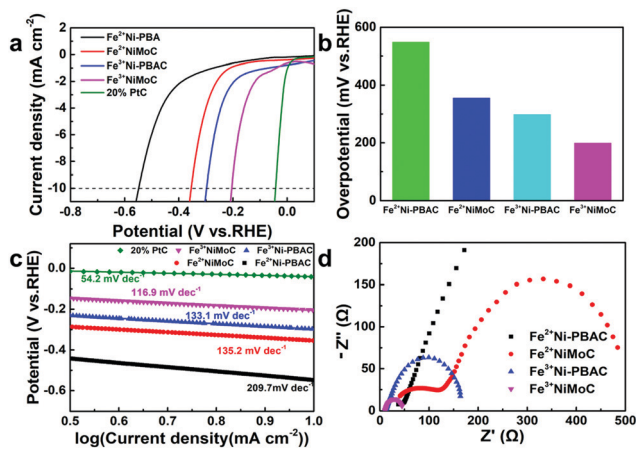 a
Fe²⁺Ni-PBA
Fe²⁺NiMoC
Fe³⁺-PBAC
Fe³⁺NiMoC
20% PtC
Current density (mA cm⁻²)
2
0
-2
-4
-6
-8
-10
-0.8 -0.6 -0.4 -0.2 0.0
Potential (V vs.RHE)
b
Overpotential (mV vs.RHE)
600
400
200
0
Fe²⁺Ni-PBAC Fe²⁺NiMoC Fe³⁺Ni-PBAC Fe³⁺NiMoC
c
20% PtC Fe³⁺NiMoC Fe³⁺Ni-PBAC
Fe²⁺NiMoC Fe²⁺Ni-PBAC
Potential (V vs.RHE)
0.0
-0.2
-0.4
-0.6
54.2 mV dec⁻¹
116.9 mV dec⁻¹
133.1 mV dec⁻¹
135.2 mV dec⁻¹
209.7mV dec⁻¹
0.5 0.6 0.7 0.8 0.9 1.0
log(Current density(mA cm⁻²))
d
- Z'' (Ω)
200
150
100
50
0
Fe²⁺Ni-PBAC
Fe²⁺NiMoC
Fe³⁺Ni-PBAC
Fe³⁺NiMoC
0 100 200 300 400 500
Z' (Ω)